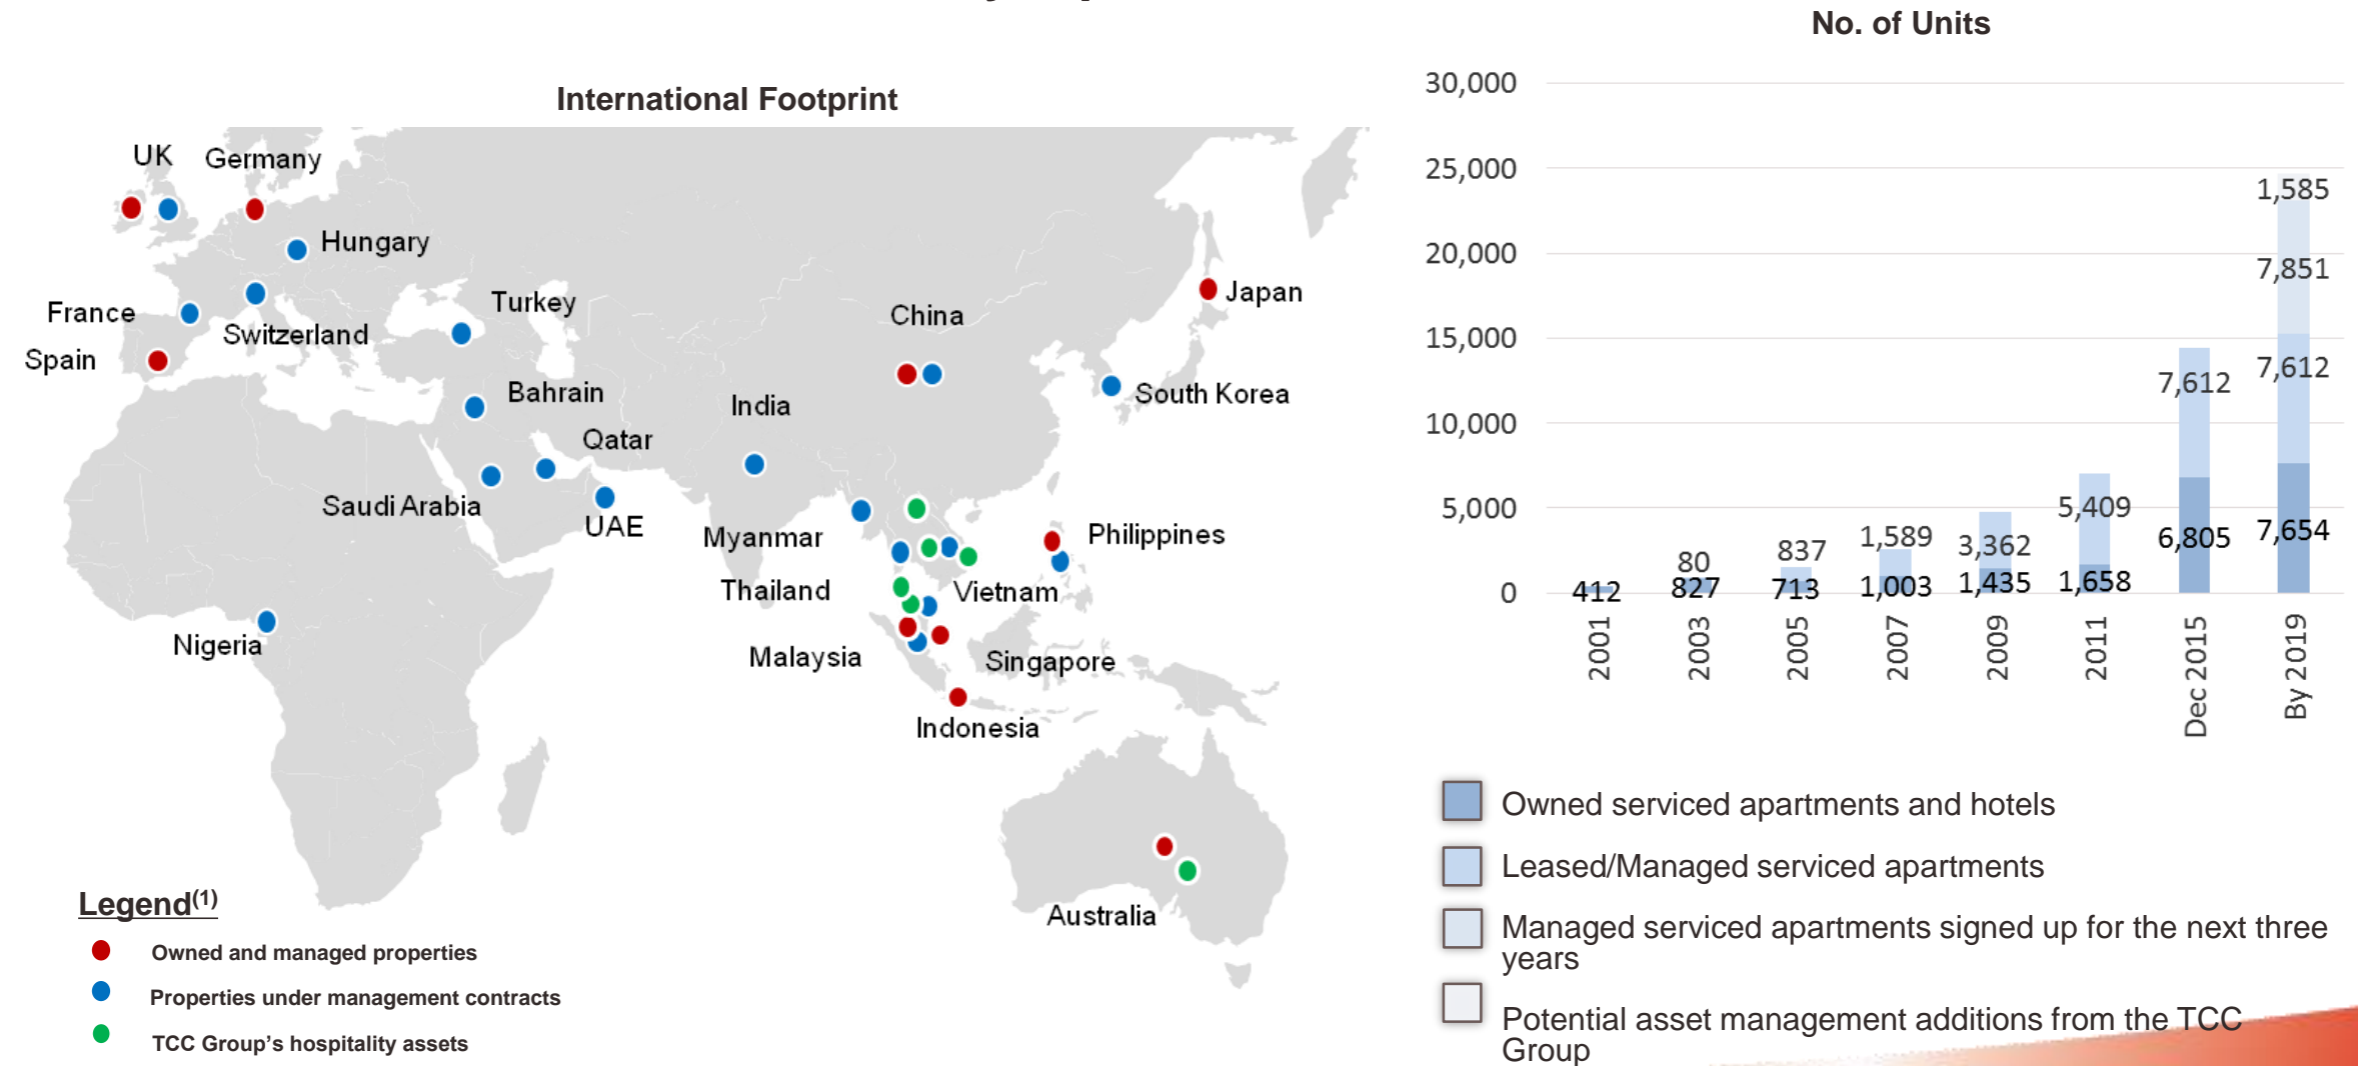 International Footprint
UK
Germany
Hungary
France
Switzerland
Turkey
Spain
China
Japan
South Korea
Bahrain
India
Qatar
Saudi Arabia
UAE
Myanmar
Philippines
Thailand
Vietnam
Nigeria
Malaysia
Singapore
Indonesia
Australia
Legend(1)
Owned and managed properties
Properties under management contracts
TCC Group’s hospitality assets
No. of Units
30,000
25,000
20,000
15,000
10,000
5,000
0
412
80
827
837
713
1,589
1,003
3,362
1,435
5,409
1,658
7,612
6,805
1,585
7,851
7,612
7,654
2001
2003
2005
2007
2009
2011
Dec 2015
By 2019
Owned serviced apartments and hotels
Leased/Managed serviced apartments
Managed serviced apartments signed up for the next three
years
Potential asset management additions from the TCC
Group